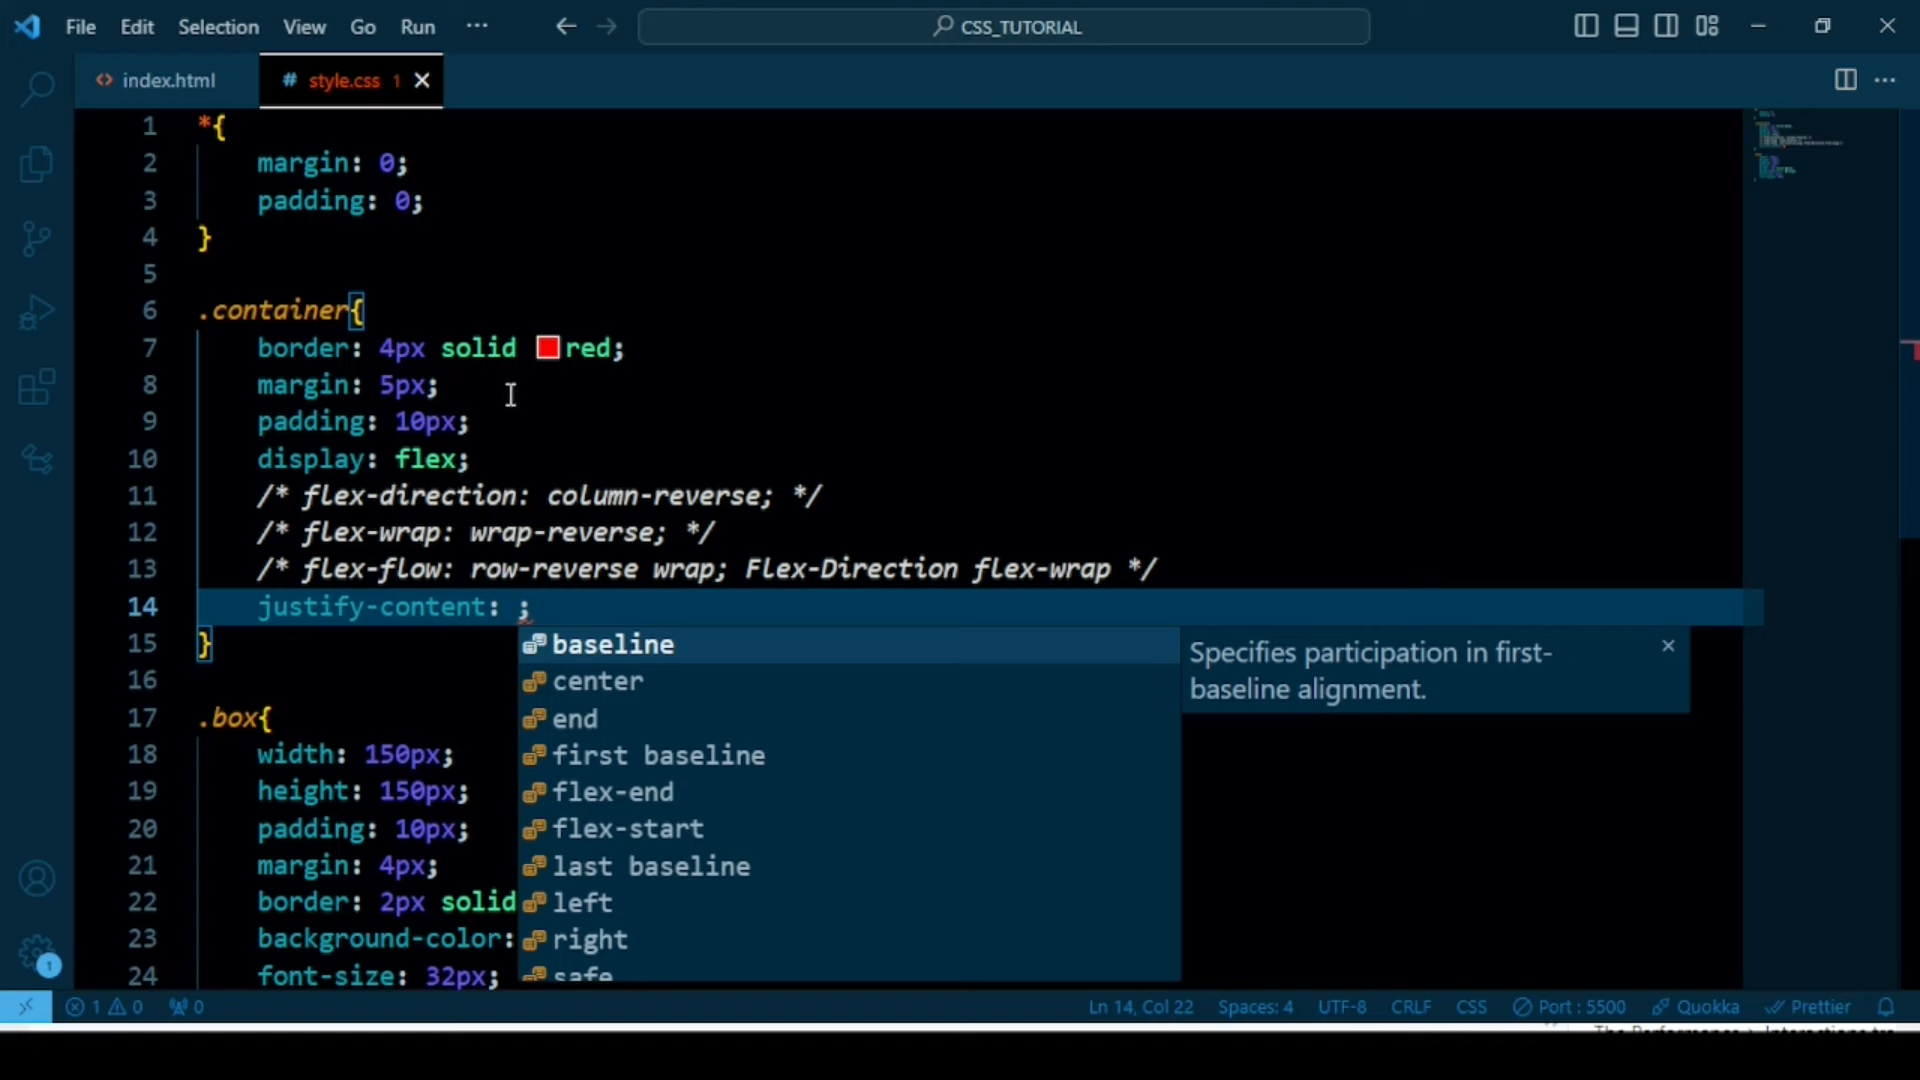 File Edit Selection View Go Run ··· CSS_TUTORIAL
index.html # style.css 1
1 *{
2 margin: 0;
3 padding: 0;
4 }
5
6 .container{
7 border: 4px solid red;
8 margin: 5px;
9 padding: 10px;
10 display: flex;
11 /* flex-direction: column-reverse; */
12 /* flex-wrap: wrap-reverse; */
13 /* flex-flow: row-reverse wrap; Flex-Direction flex-wrap */
14 justify-content: ;
15 }
baseline
Specifies participation in first-
baseline alignment.
16
center
end
17 .box{
18 width: 150px;
first baseline
19 height: 150px;
flex-end
20 padding: 10px;
flex-start
21 margin: 4px;
last baseline
22 border: 2px solid
left
23 background-color:
right
24 font-size: 32px;
safe
1
1 0 0 Ln 14, Col 22 Spaces: 4 UTF-8 CRLF CSS Port : 5500 Quokka Prettier